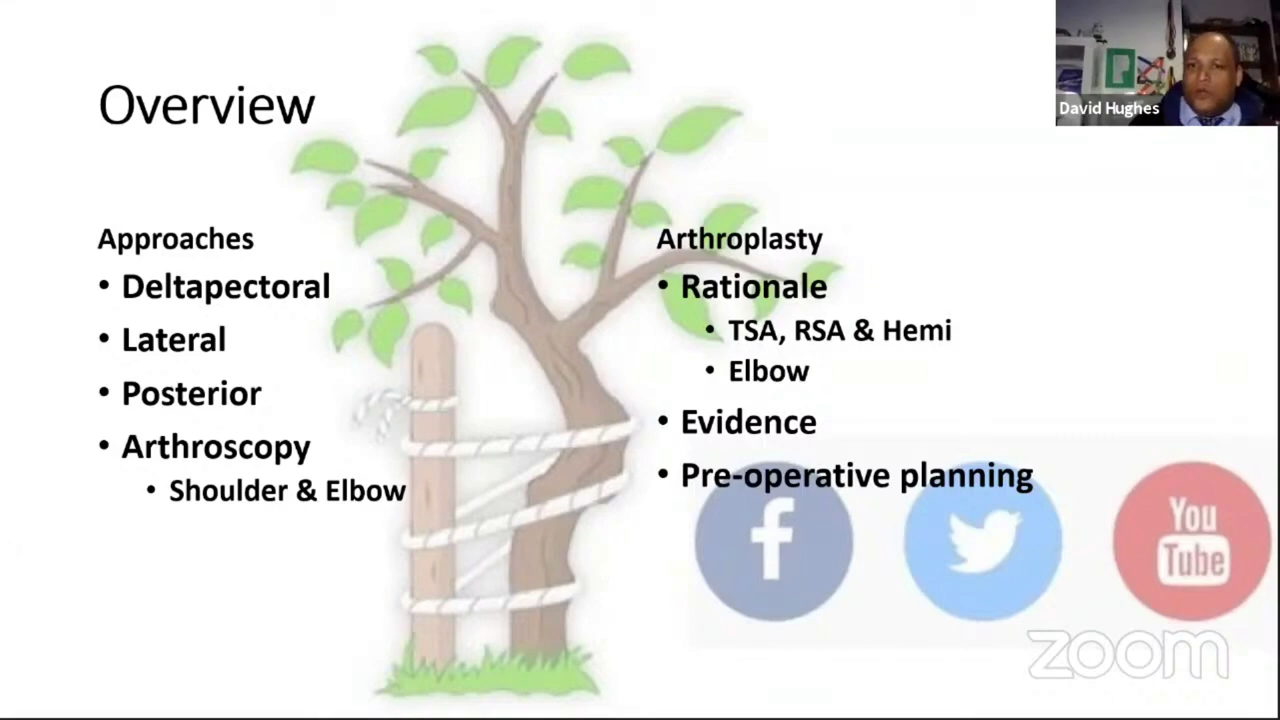 Overview
David Hughes
Approaches
• Deltapectoral
• Lateral
• Posterior
• Arthroscopy
• Shoulder & Elbow
Arthroplasty
• Rationale
• TSA, RSA & Hemi
• Elbow
• Evidence
• Pre-operative planning
f
You
Tube
zoom